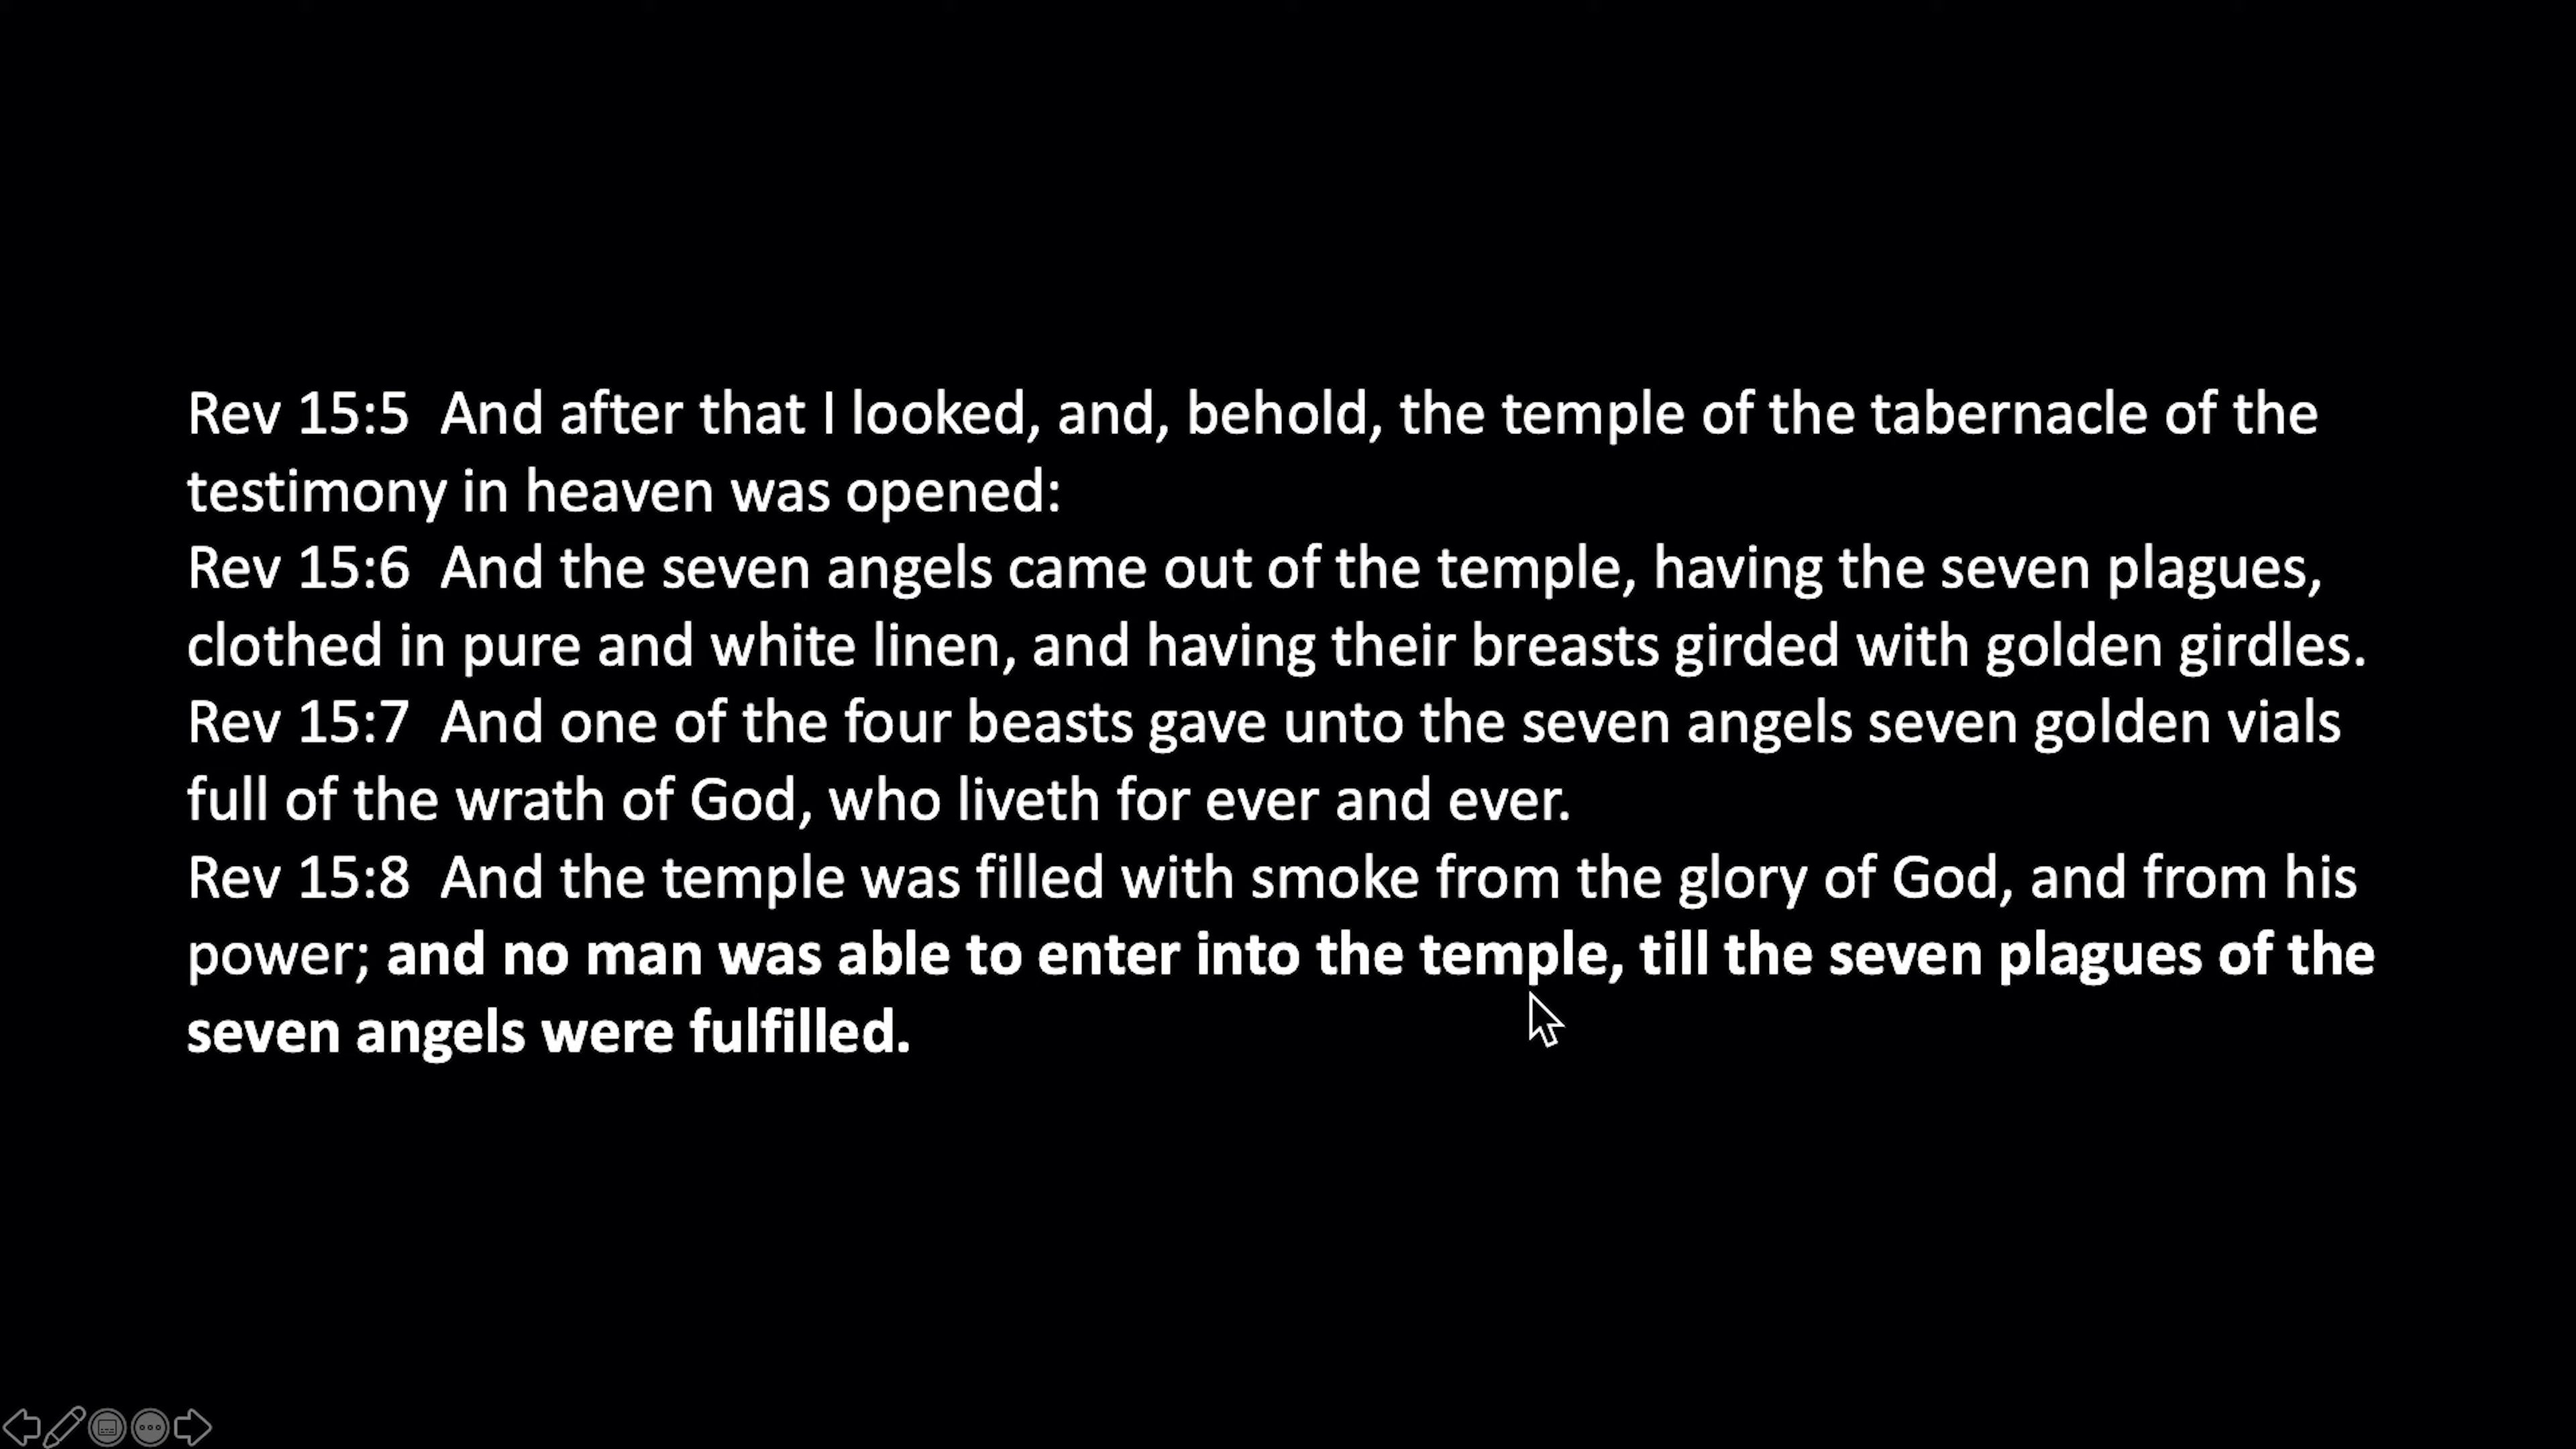 Rev 15:5  And after that I looked, and, behold, the temple of the tabernacle of the
testimony in heaven was opened:
Rev 15:6  And the seven angels came out of the temple, having the seven plagues,
clothed in pure and white linen, and having their breasts girded with golden girdles.
Rev 15:7  And one of the four beasts gave unto the seven angels seven golden vials
full of the wrath of God, who liveth for ever and ever.
Rev 15:8  And the temple was filled with smoke from the glory of God, and from his
power; and no man was able to enter into the temple, till the seven plagues of the
seven angels were fulfilled.